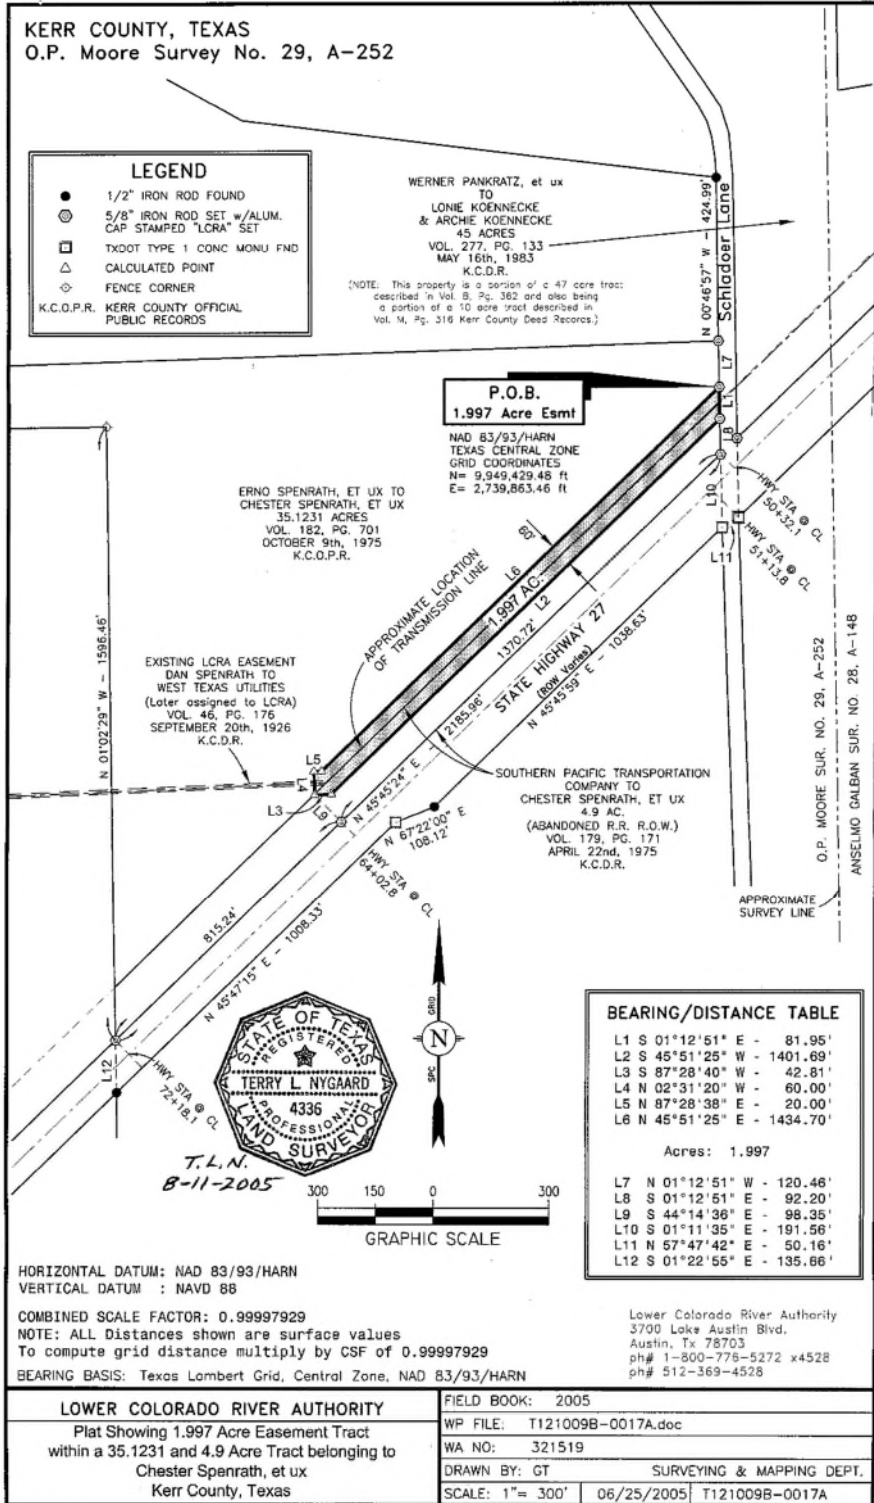 KERR COUNTY, TEXAS
O.P. Moore Survey No. 29, A-252
LEGEND
1/2" IRON ROD FOUND
5/8" IRON ROD SET w/ALUM.
CAP STAMPED "LCRA" SET
TXDOT TYPE 1 CONC MONU FND
CALCULATED POINT
FENCE CORNER
K.C.O.P.R. KERR COUNTY OFFICIAL
PUBLIC RECORDS
WERNER PANKRATZ, et ux
TO
LONIE KOENNECKE
& ARCHIE KOENNECKE
45 ACRES
VOL. 277, PG. 133
MAY 16th, 1983
K.C.D.R.
(NOTE: This property is a portion of a 47 acre tract
described in Vol. B, Pg. 362 and also being
a portion of a 10 acre tract described in
Vol. M, Pg. 316 Kerr County Deed Records.)
N 00°46'57" W - 424.99'
Schladoer Lane
L7
L1
L8
L10
L11
P.O.B.
1.997 Acre Esmt
NAD 83/93/HARN
TEXAS CENTRAL ZONE
GRID COORDINATES
N= 9,949,429.48 ft
E= 2,739,863.46 ft
HWY STA @ CL
50+32.1
HWY STA @ CL
51+13.8
ERNO SPENRATH, ET UX TO
CHESTER SPENRATH, ET UX
35.1231 ACRES
VOL. 182, PG. 701
OCTOBER 9th, 1975
K.C.O.P.R.
60'
L6
1.997 AC.
L2
1370.72'
STATE HIGHWAY 27
(ROW Varies)
N 45°45'59" E - 1038.63'
APPROXIMATE LOCATION
OF TRANSMISSION LINE
N 01°02'29" W - 1596.46'
EXISTING LCRA EASEMENT
DAN SPENRATH TO
WEST TEXAS UTILITIES
(Later assigned to LCRA)
VOL. 46, PG. 176
SEPTEMBER 20th, 1926
K.C.D.R.
L5
L4
L3
L9
N 45°45'24" E - 2185.96'
N 67°22'00" E
108.12'
HWY STA @ CL
64+02.8
SOUTHERN PACIFIC TRANSPORTATION
COMPANY TO
CHESTER SPENRATH, ET UX
4.9 AC.
(ABANDONED R.R. R.O.W.)
VOL. 179, PG. 171
APRIL 22nd, 1975
K.C.D.R.
O.P. MOORE SUR. NO. 29, A-252
ANSELMO GALBAN SUR. NO. 28, A-148
APPROXIMATE
SURVEY LINE
815.24'
N 45°47'15" E - 1008.33'
L12
HWY STA @ CL
72+18.1
STATE OF TEXAS
REGISTERED
TERRY L. NYGAARD
4336
PROFESSIONAL
LAND SURVEYOR
T.L.N.
8-11-2005
GRID
N
SPC
300 150 0 300
GRAPHIC SCALE
BEARING/DISTANCE TABLE
L1 S 01°12'51" E - 81.95'
L2 S 45°51'25" W - 1401.69'
L3 S 87°28'40" W - 42.81'
L4 N 02°31'20" W - 60.00'
L5 N 87°28'38" E - 20.00'
L6 N 45°51'25" E - 1434.70'
Acres: 1.997
L7 N 01°12'51" W - 120.46'
L8 S 01°12'51" E - 92.20'
L9 S 44°14'36" E - 98.35'
L10 S 01°11'35" E - 191.56'
L11 N 57°47'42" E - 50.16'
L12 S 01°22'55" E - 135.66'
HORIZONTAL DATUM: NAD 83/93/HARN
VERTICAL DATUM : NAVD 88
COMBINED SCALE FACTOR: 0.99997929
NOTE: ALL Distances shown are surface values
To compute grid distance multiply by CSF of 0.99997929
BEARING BASIS: Texas Lambert Grid, Central Zone, NAD 83/93/HARN
Lower Colorado River Authority
3700 Lake Austin Blvd.
Austin, Tx 78703
ph# 1-800-776-5272 x4528
ph# 512-369-4528
LOWER COLORADO RIVER AUTHORITY
Plat Showing 1.997 Acre Easement Tract
within a 35.1231 and 4.9 Acre Tract belonging to
Chester Spenrath, et ux
Kerr County, Texas
FIELD BOOK: 2005
WP FILE: T121009B-0017A.doc
WA NO: 321519
DRAWN BY: GT SURVEYING & MAPPING DEPT.
SCALE: 1"= 300' 06/25/2005 T121009B-0017A